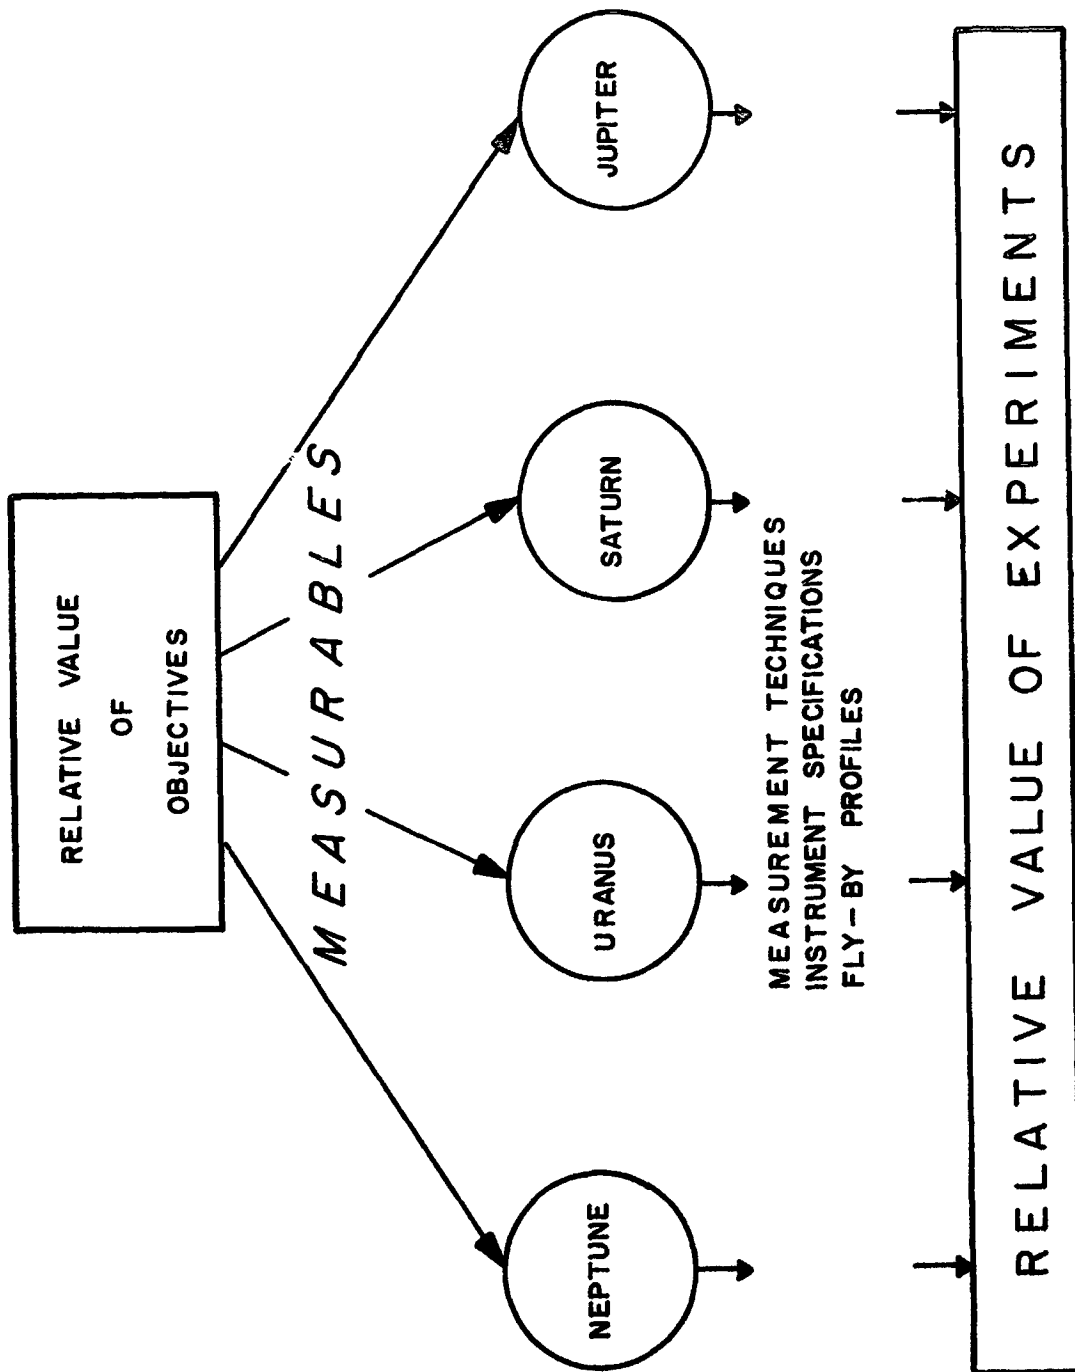 RELATIVE VALUE
OF
OBJECTIVES
MEASURABLES
NEPTUNE
URANUS
SATURN
JUPITER
MEASUREMENT TECHNIQUES
INSTRUMENT SPECIFICATIONS
FLY-BY PROFILES
RELATIVE VALUE OF EXPERIMENTS